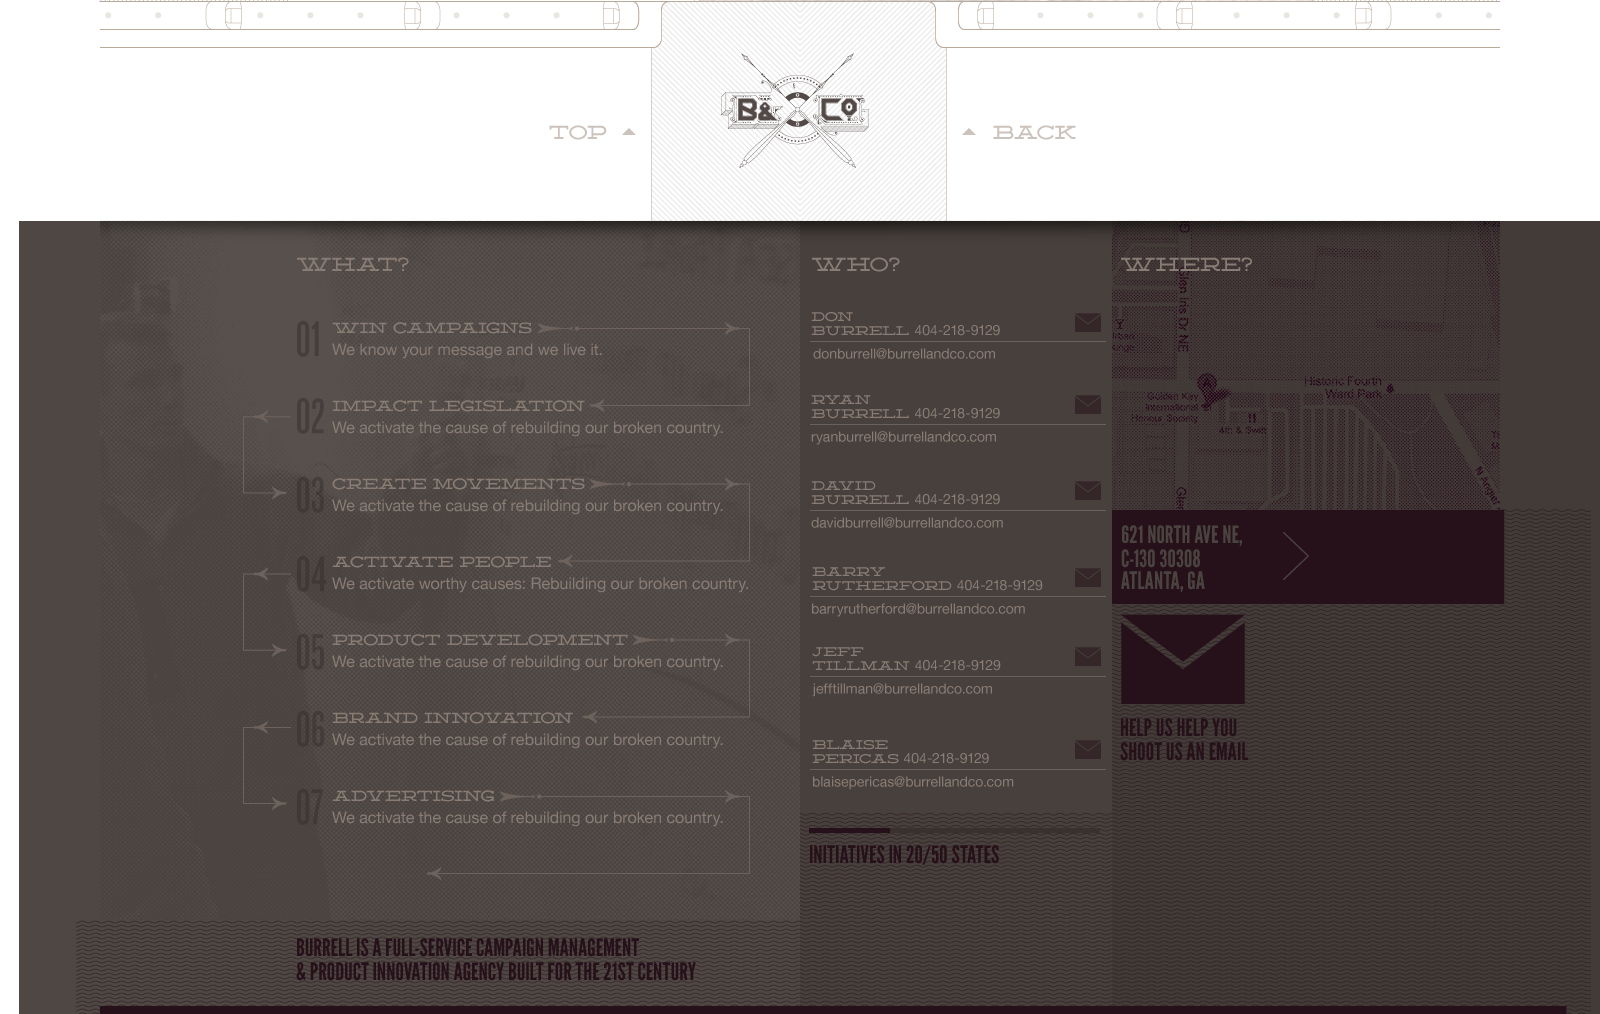 B& CO
TOP
BACK
WHAT?
01 WIN CAMPAIGNS
We know your message and we live it.
02 IMPACT LEGISLATION
We activate the cause of rebuilding our broken country.
03 CREATE MOVEMENTS
We activate the cause of rebuilding our broken country.
04 ACTIVATE PEOPLE
We activate worthy causes: Rebuilding our broken country.
05 PRODUCT DEVELOPMENT
We activate the cause of rebuilding our broken country.
06 BRAND INNOVATION
We activate the cause of rebuilding our broken country.
07 ADVERTISING
We activate the cause of rebuilding our broken country.
BURRELL IS A FULL-SERVICE CAMPAIGN MANAGEMENT
& PRODUCT INNOVATION AGENCY BUILT FOR THE 21ST CENTURY
WHO?
DON
BURRELL 404-218-9129
donburrell@burrellandco.com
RYAN
BURRELL 404-218-9129
ryanburrell@burrellandco.com
DAVID
BURRELL 404-218-9129
davidburrell@burrellandco.com
BARRY
RUTHERFORD 404-218-9129
barryrutherford@burrellandco.com
JEFF
TILLMAN 404-218-9129
jefftillman@burrellandco.com
BLAISE
PERICAS 404-218-9129
blaisepericas@burrellandco.com
INITIATIVES IN 20/50 STATES
WHERE?
Glen Iris Dr NE
A
Historic Fourth
Ward Park
Golden Key
International
Honour Society
4th & Swift
621 NORTH AVE NE,
C-130 30308
ATLANTA, GA
HELP US HELP YOU
SHOOT US AN EMAIL